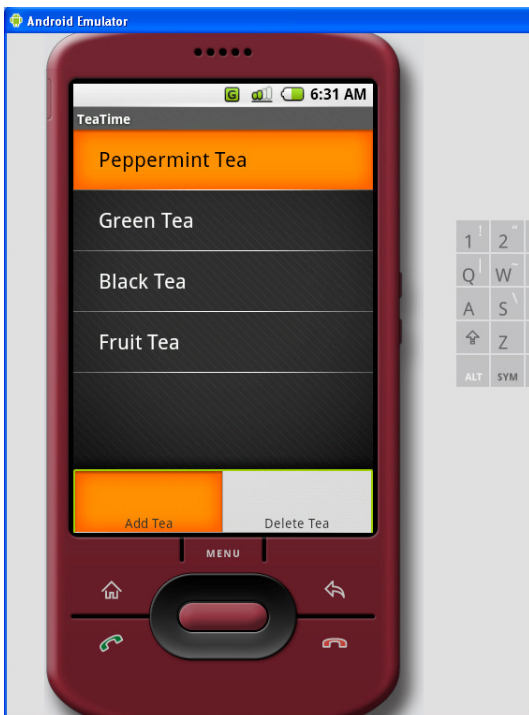 Android Emulator
G 6:31 AM
TeaTime
Peppermint Tea
Green Tea
Black Tea
Fruit Tea
Add Tea Delete Tea
MENU
1 ! 2 "
Q | W ~
A S \
Z
ALT SYM